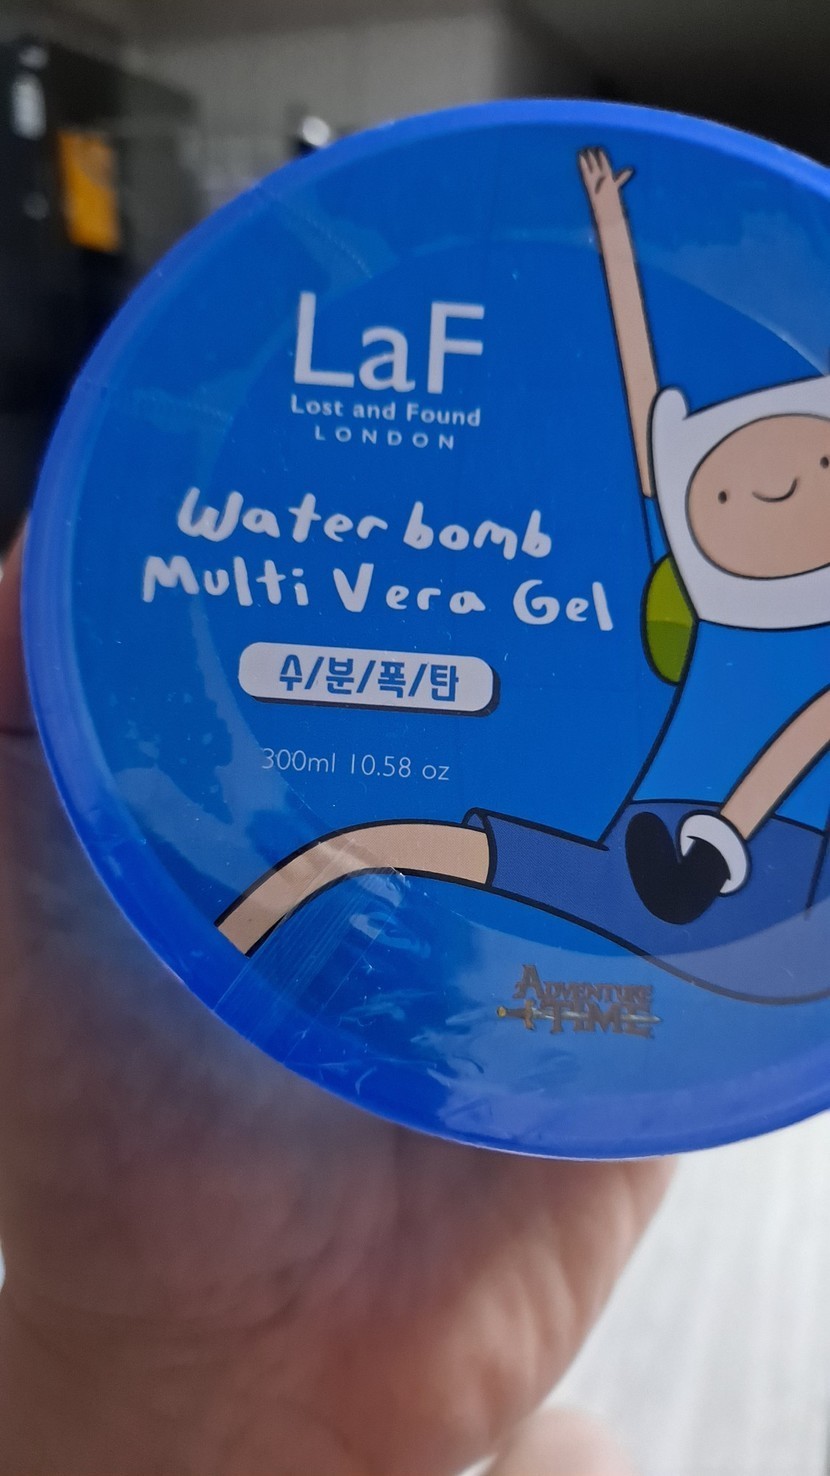 LaF
Lost and Found
LONDON
Water bomb
Multi Vera Gel
수/분/폭/탄
300ml 10.58 oz
ADVENTURE
TIME